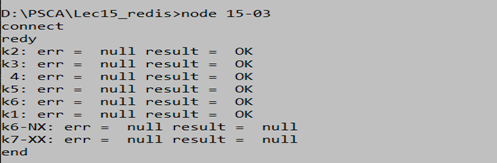 D:\PSCA\Lec15_redis>node 15-03
connect
redy
k2: err =  null result =  OK
k3: err =  null result =  OK
 4: err =  null result =  OK
k5: err =  null result =  OK
k6: err =  null result =  OK
k1: err =  null result =  OK
k6-NX: err =  null result =  null
k7-XX: err =  null result =  null
end